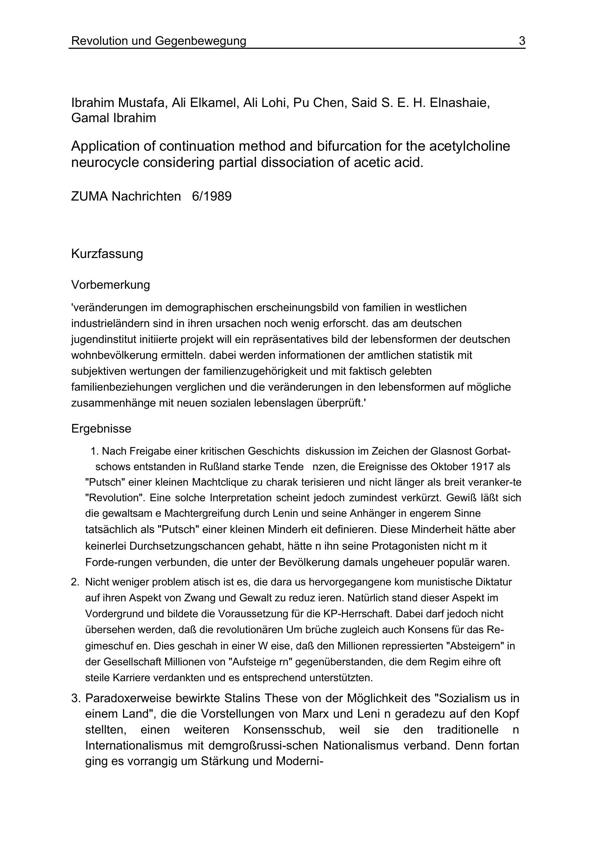 Revolution und Gegenbewegung 3
Ibrahim Mustafa, Ali Elkamel, Ali Lohi, Pu Chen, Said S. E. H. Elnashaie,
Gamal Ibrahim
Application of continuation method and bifurcation for the acetylcholine
neurocycle considering partial dissociation of acetic acid.
ZUMA Nachrichten 6/1989
Kurzfassung
Vorbemerkung
'veränderungen im demographischen erscheinungsbild von familien in westlichen
industrieländern sind in ihren ursachen noch wenig erforscht. das am deutschen
jugendinstitut initiierte projekt will ein repräsentatives bild der lebensformen der deutschen
wohnbevölkerung ermitteln. dabei werden informationen der amtlichen statistik mit
subjektiven wertungen der familienzugehörigkeit und mit faktisch gelebten
familienbeziehungen verglichen und die veränderungen in den lebensformen auf mögliche
zusammenhänge mit neuen sozialen lebenslagen überprüft.'
Ergebnisse
1. Nach Freigabe einer kritischen Geschichts diskussion im Zeichen der Glasnost Gorbat-
schows entstanden in Rußland starke Tende nzen, die Ereignisse des Oktober 1917 als
"Putsch" einer kleinen Machtclique zu charak terisieren und nicht länger als breit veranker-te
"Revolution". Eine solche Interpretation scheint jedoch zumindest verkürzt. Gewiß läßt sich
die gewaltsam e Machtergreifung durch Lenin und seine Anhänger in engerem Sinne
tatsächlich als "Putsch" einer kleinen Minderh eit definieren. Diese Minderheit hätte aber
keinerlei Durchsetzungschancen gehabt, hätte n ihn seine Protagonisten nicht m it
Forde-rungen verbunden, die unter der Bevölkerung damals ungeheuer populär waren.
2. Nicht weniger problem atisch ist es, die dara us hervorgegangene kom munistische Diktatur
auf ihren Aspekt von Zwang und Gewalt zu reduz ieren. Natürlich stand dieser Aspekt im
Vordergrund und bildete die Voraussetzung für die KP-Herrschaft. Dabei darf jedoch nicht
übersehen werden, daß die revolutionären Um brüche zugleich auch Konsens für das Re-
gimeschuf en. Dies geschah in einer W eise, daß den Millionen repressierten "Absteigern" in
der Gesellschaft Millionen von "Aufsteige rn" gegenüberstanden, die dem Regim eihre oft
steile Karriere verdankten und es entsprechend unterstützten.
3. Paradoxerweise bewirkte Stalins These von der Möglichkeit des "Sozialism us in
einem Land", die die Vorstellungen von Marx und Leni n geradezu auf den Kopf
stellten, einen weiteren Konsensschub, weil sie den traditionelle n
Internationalismus mit demgroßrussi-schen Nationalismus verband. Denn fortan
ging es vorrangig um Stärkung und Moderni-